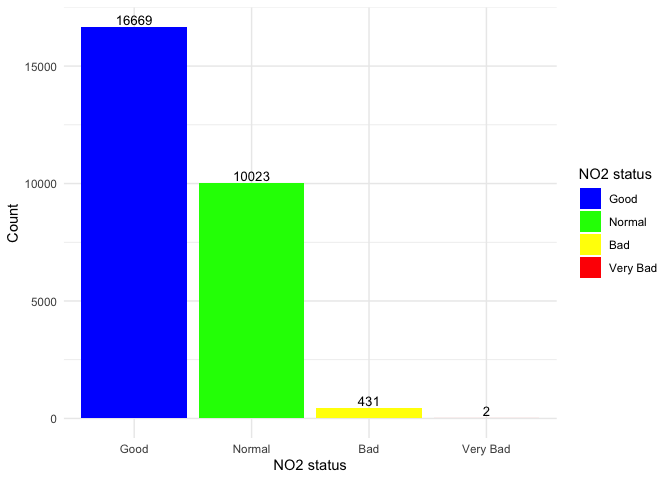 16669
15000
10023
10000
5000
431
2
0
Count
Good
Normal
Bad
Very Bad
NO2 status
NO2 status
Good
Normal
Bad
Very Bad